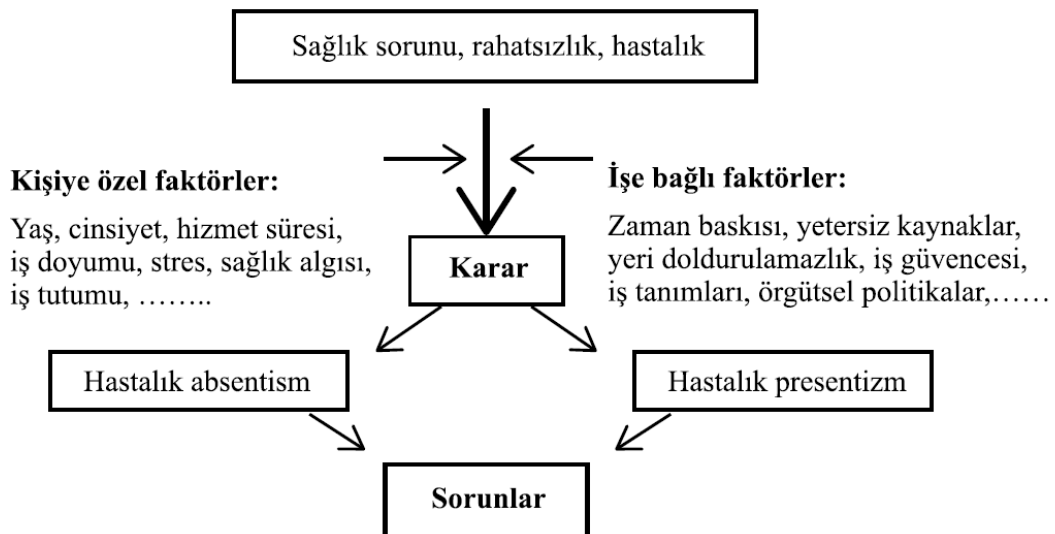 Sağlık sorunu, rahatsızlık, hastalık
Kişiye özel faktörler:
Yaş, cinsiyet, hizmet süresi,
iş doyumu, stres, sağlık algısı,
iş tutumu, ……..
İşe bağlı faktörler:
Zaman baskısı, yetersiz kaynaklar,
yeri doldurulamazlık, iş güvencesi,
iş tanımları, örgütsel politikalar,……
Karar
Hastalık absentism
Hastalık presentizm
Sorunlar